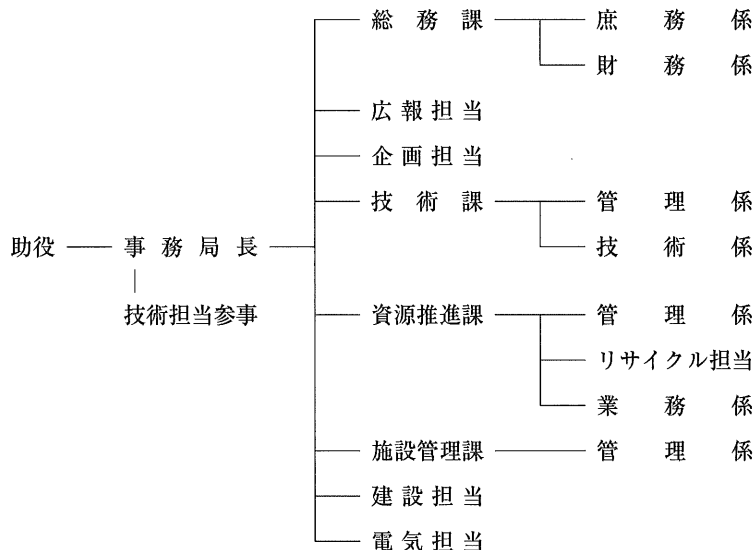 総務課 庶務係
財務係
広報担当
企画担当
技術課 管理係
助役 事務局長 技術係
技術担当参事 資源推進課 管理係
リサイクル担当
業務係
施設管理課 管理係
建設担当
電気担当